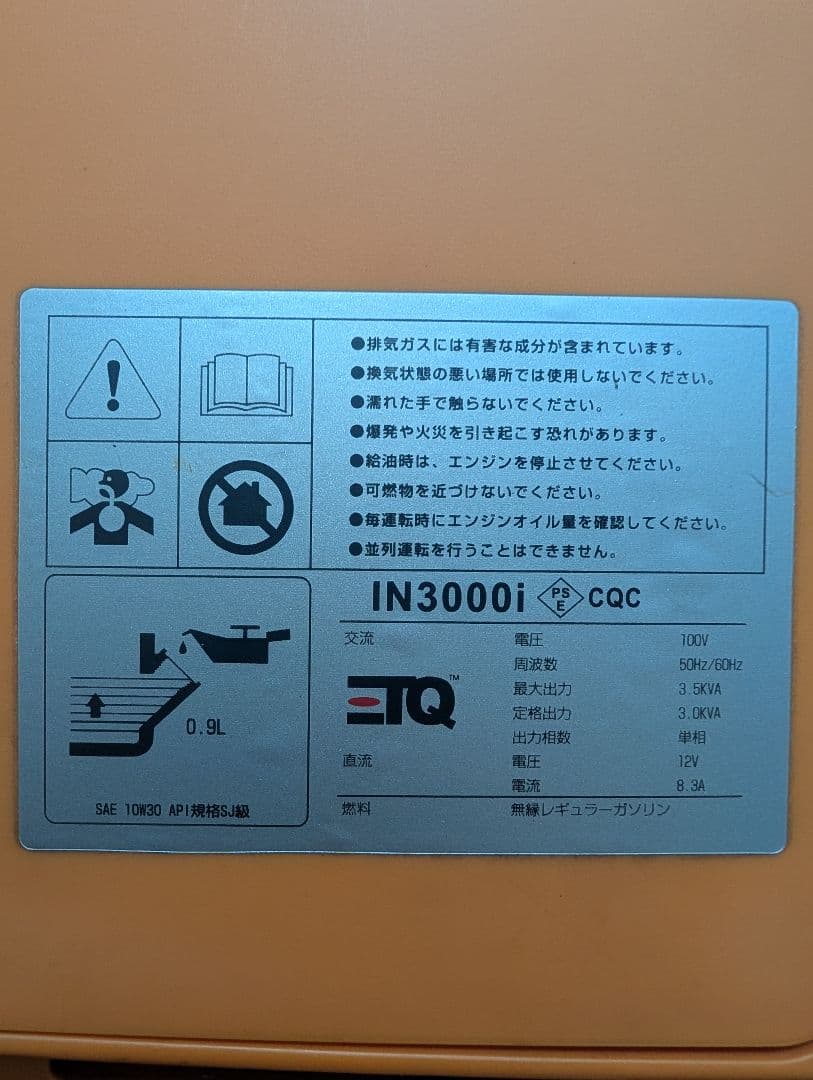 ●排気ガスには有害な成分が含まれています。
●換気状態の悪い場所では使用しないでください。
●濡れた手で触らないでください。
●爆発や火災を引き起こす恐れがあります。
●給油時は、エンジンを停止させてください。
●可燃物を近づけないでください。
●毎運転時にエンジンオイル量を確認してください。
●並列運転を行うことはできません。
0.9L
SAE 10W30 API規格SJ級
IN3000i PSE CQC
交流 電圧 100V
周波数 50Hz/60Hz
最大出力 3.5KVA
定格出力 3.0KVA
出力相数 単相
ETQ™
直流 電圧 12V
電流 8.3A
燃料 無縁レギュラーガソリン